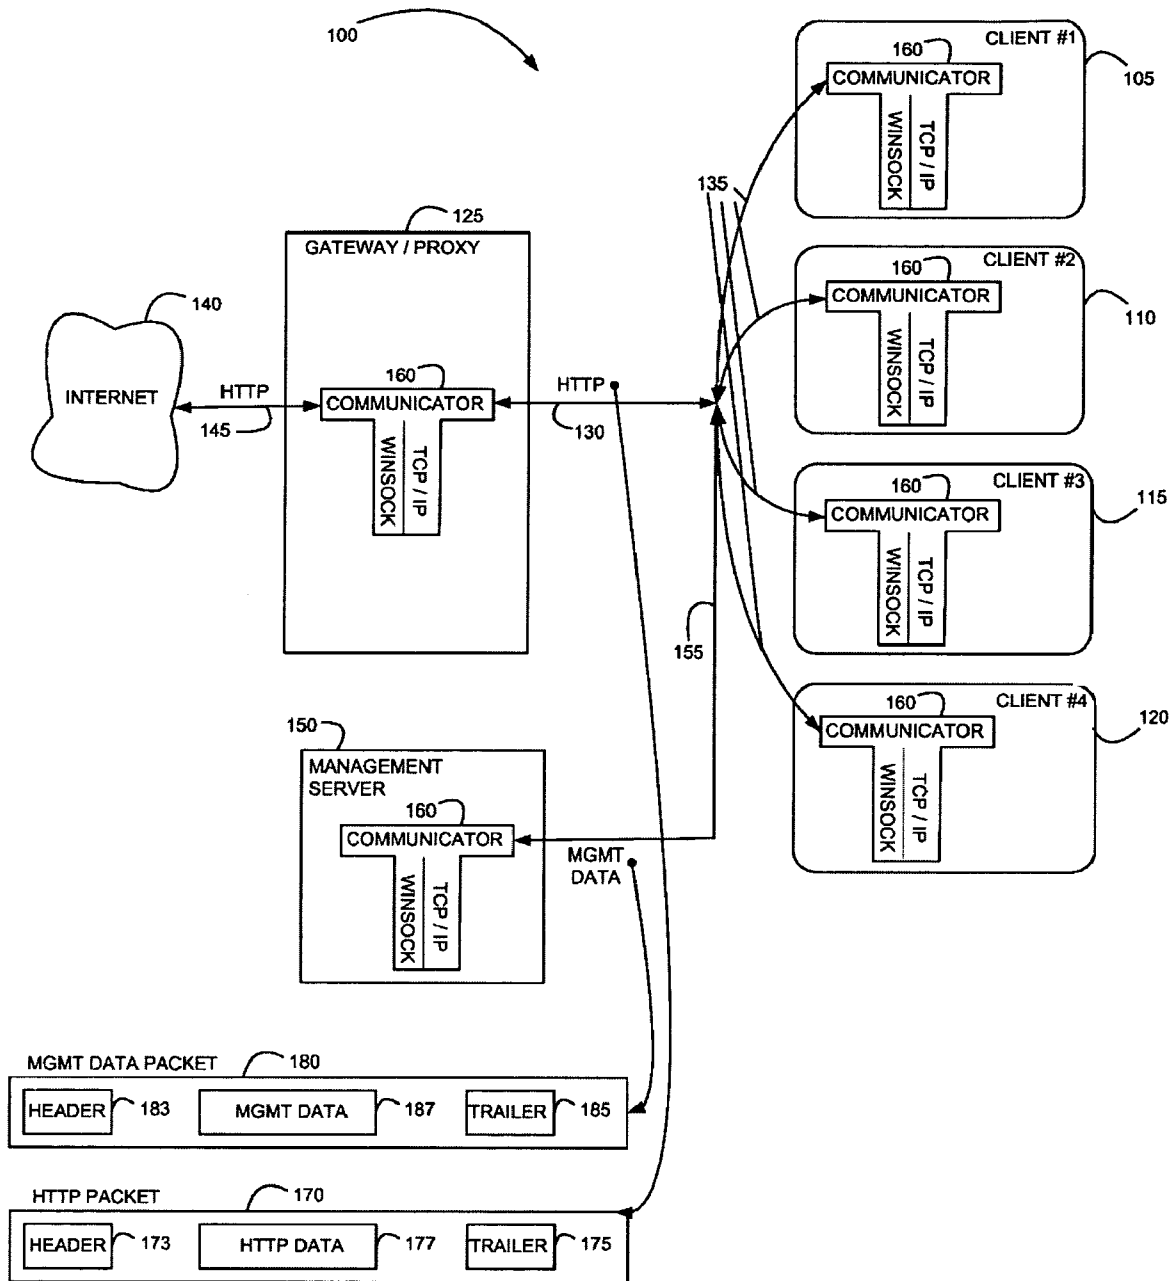 100
CLIENT #1
160
COMMUNICATOR
WINSOCK
TCP / IP
105
135
125
GATEWAY / PROXY
CLIENT #2
160
COMMUNICATOR
WINSOCK
TCP / IP
110
140
INTERNET
HTTP
145
160
COMMUNICATOR
WINSOCK
TCP / IP
HTTP
130
CLIENT #3
160
COMMUNICATOR
WINSOCK
TCP / IP
115
155
CLIENT #4
160
COMMUNICATOR
WINSOCK
TCP / IP
120
150
MANAGEMENT
SERVER
160
COMMUNICATOR
WINSOCK
TCP / IP
MGMT
DATA
MGMT DATA PACKET
180
HEADER
183
MGMT DATA
187
TRAILER
185
HTTP PACKET
170
HEADER
173
HTTP DATA
177
TRAILER
175